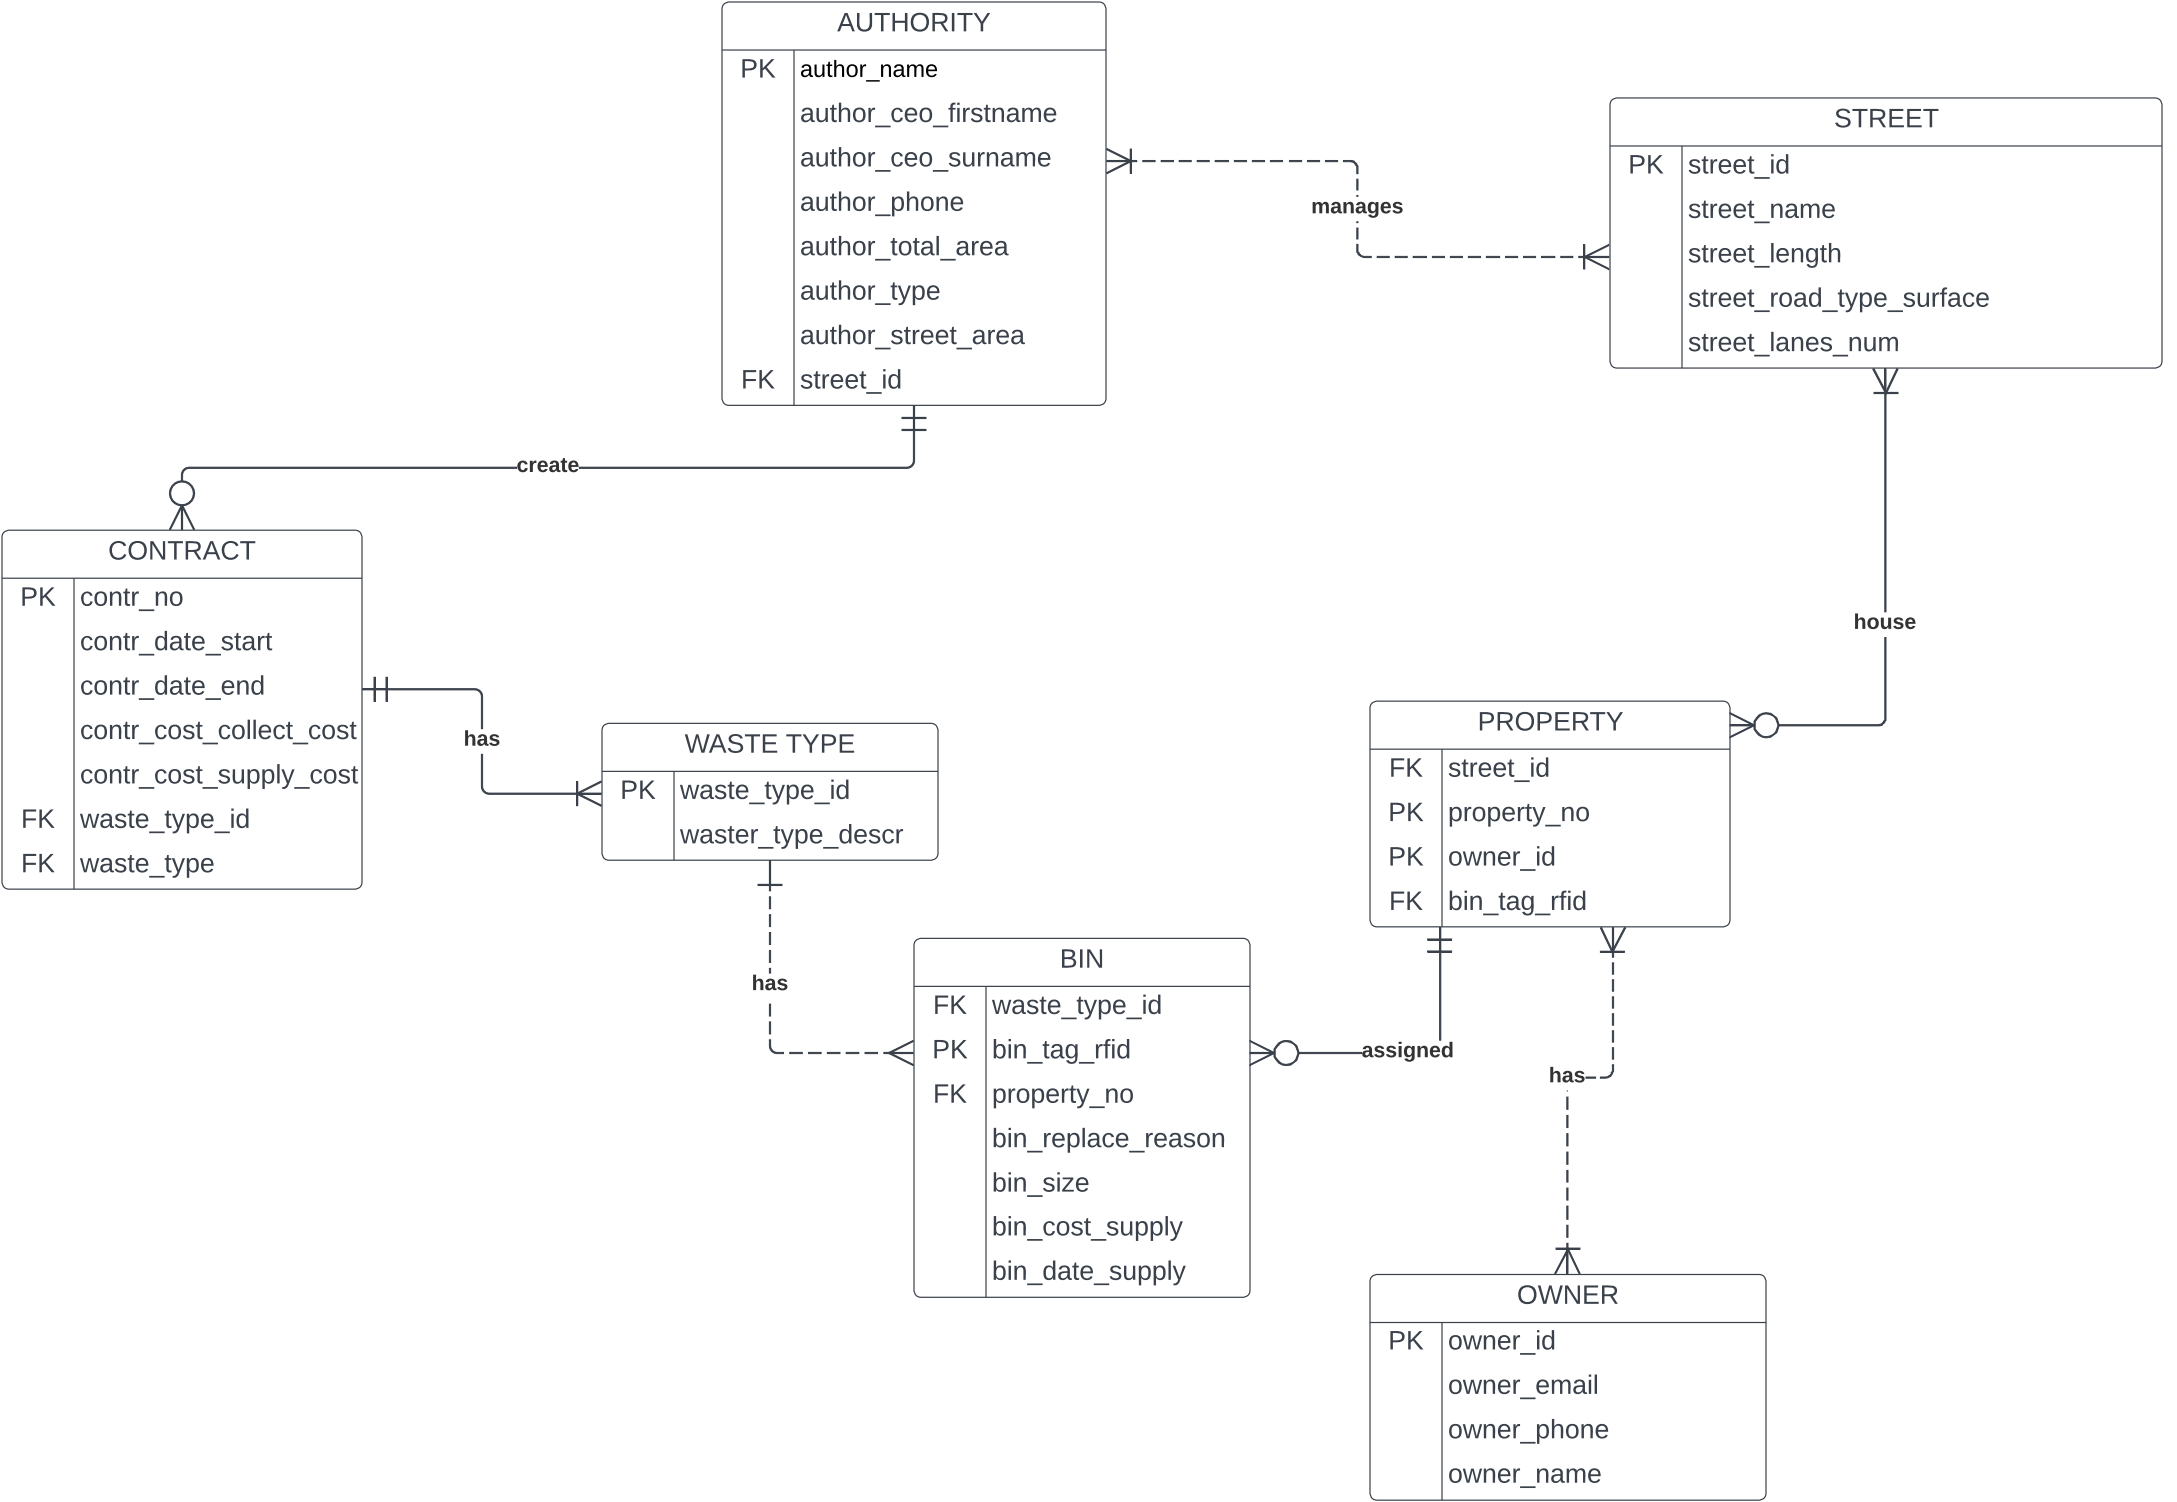 AUTHORITY
PK author_name
author_ceo_firstname
author_ceo_surname
author_phone
author_total_area
author_type
author_street_area
FK street_id
STREET
PK street_id
street_name
street_length
street_road_type_surface
street_lanes_num
manages
create
CONTRACT
PK contr_no
contr_date_start
contr_date_end
contr_cost_collect_cost
contr_cost_supply_cost
FK waste_type_id
FK waste_type
house
has
WASTE TYPE
PK waste_type_id
waster_type_descr
PROPERTY
FK street_id
PK property_no
PK owner_id
FK bin_tag_rfid
has
BIN
FK waste_type_id
PK bin_tag_rfid
FK property_no
bin_replace_reason
bin_size
bin_cost_supply
bin_date_supply
assigned
has
OWNER
PK owner_id
owner_email
owner_phone
owner_name